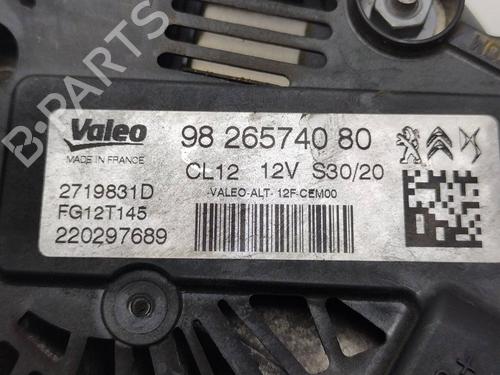 B-PARTS
Valeo
MADE IN FRANCE
98 265740 80
CL12 12V S30/20
-VALEO-ALT- 12F-CEM00
2719831D
FG12T145
220297689